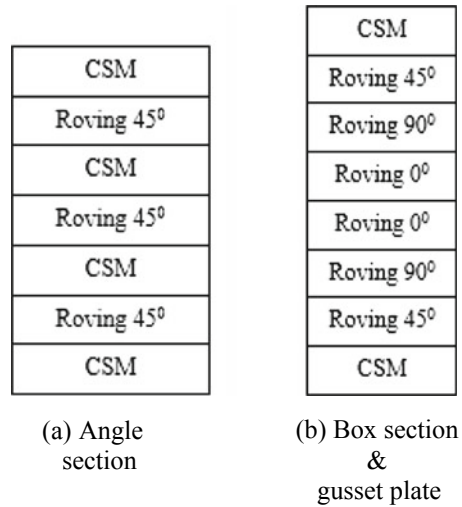 CSM
Roving 45⁰
CSM
Roving 45⁰
CSM
Roving 45⁰
CSM
(a) Angle
section
CSM
Roving 45⁰
Roving 90⁰
Roving 0⁰
Roving 0⁰
Roving 90⁰
Roving 45⁰
CSM
(b) Box section
&
gusset plate